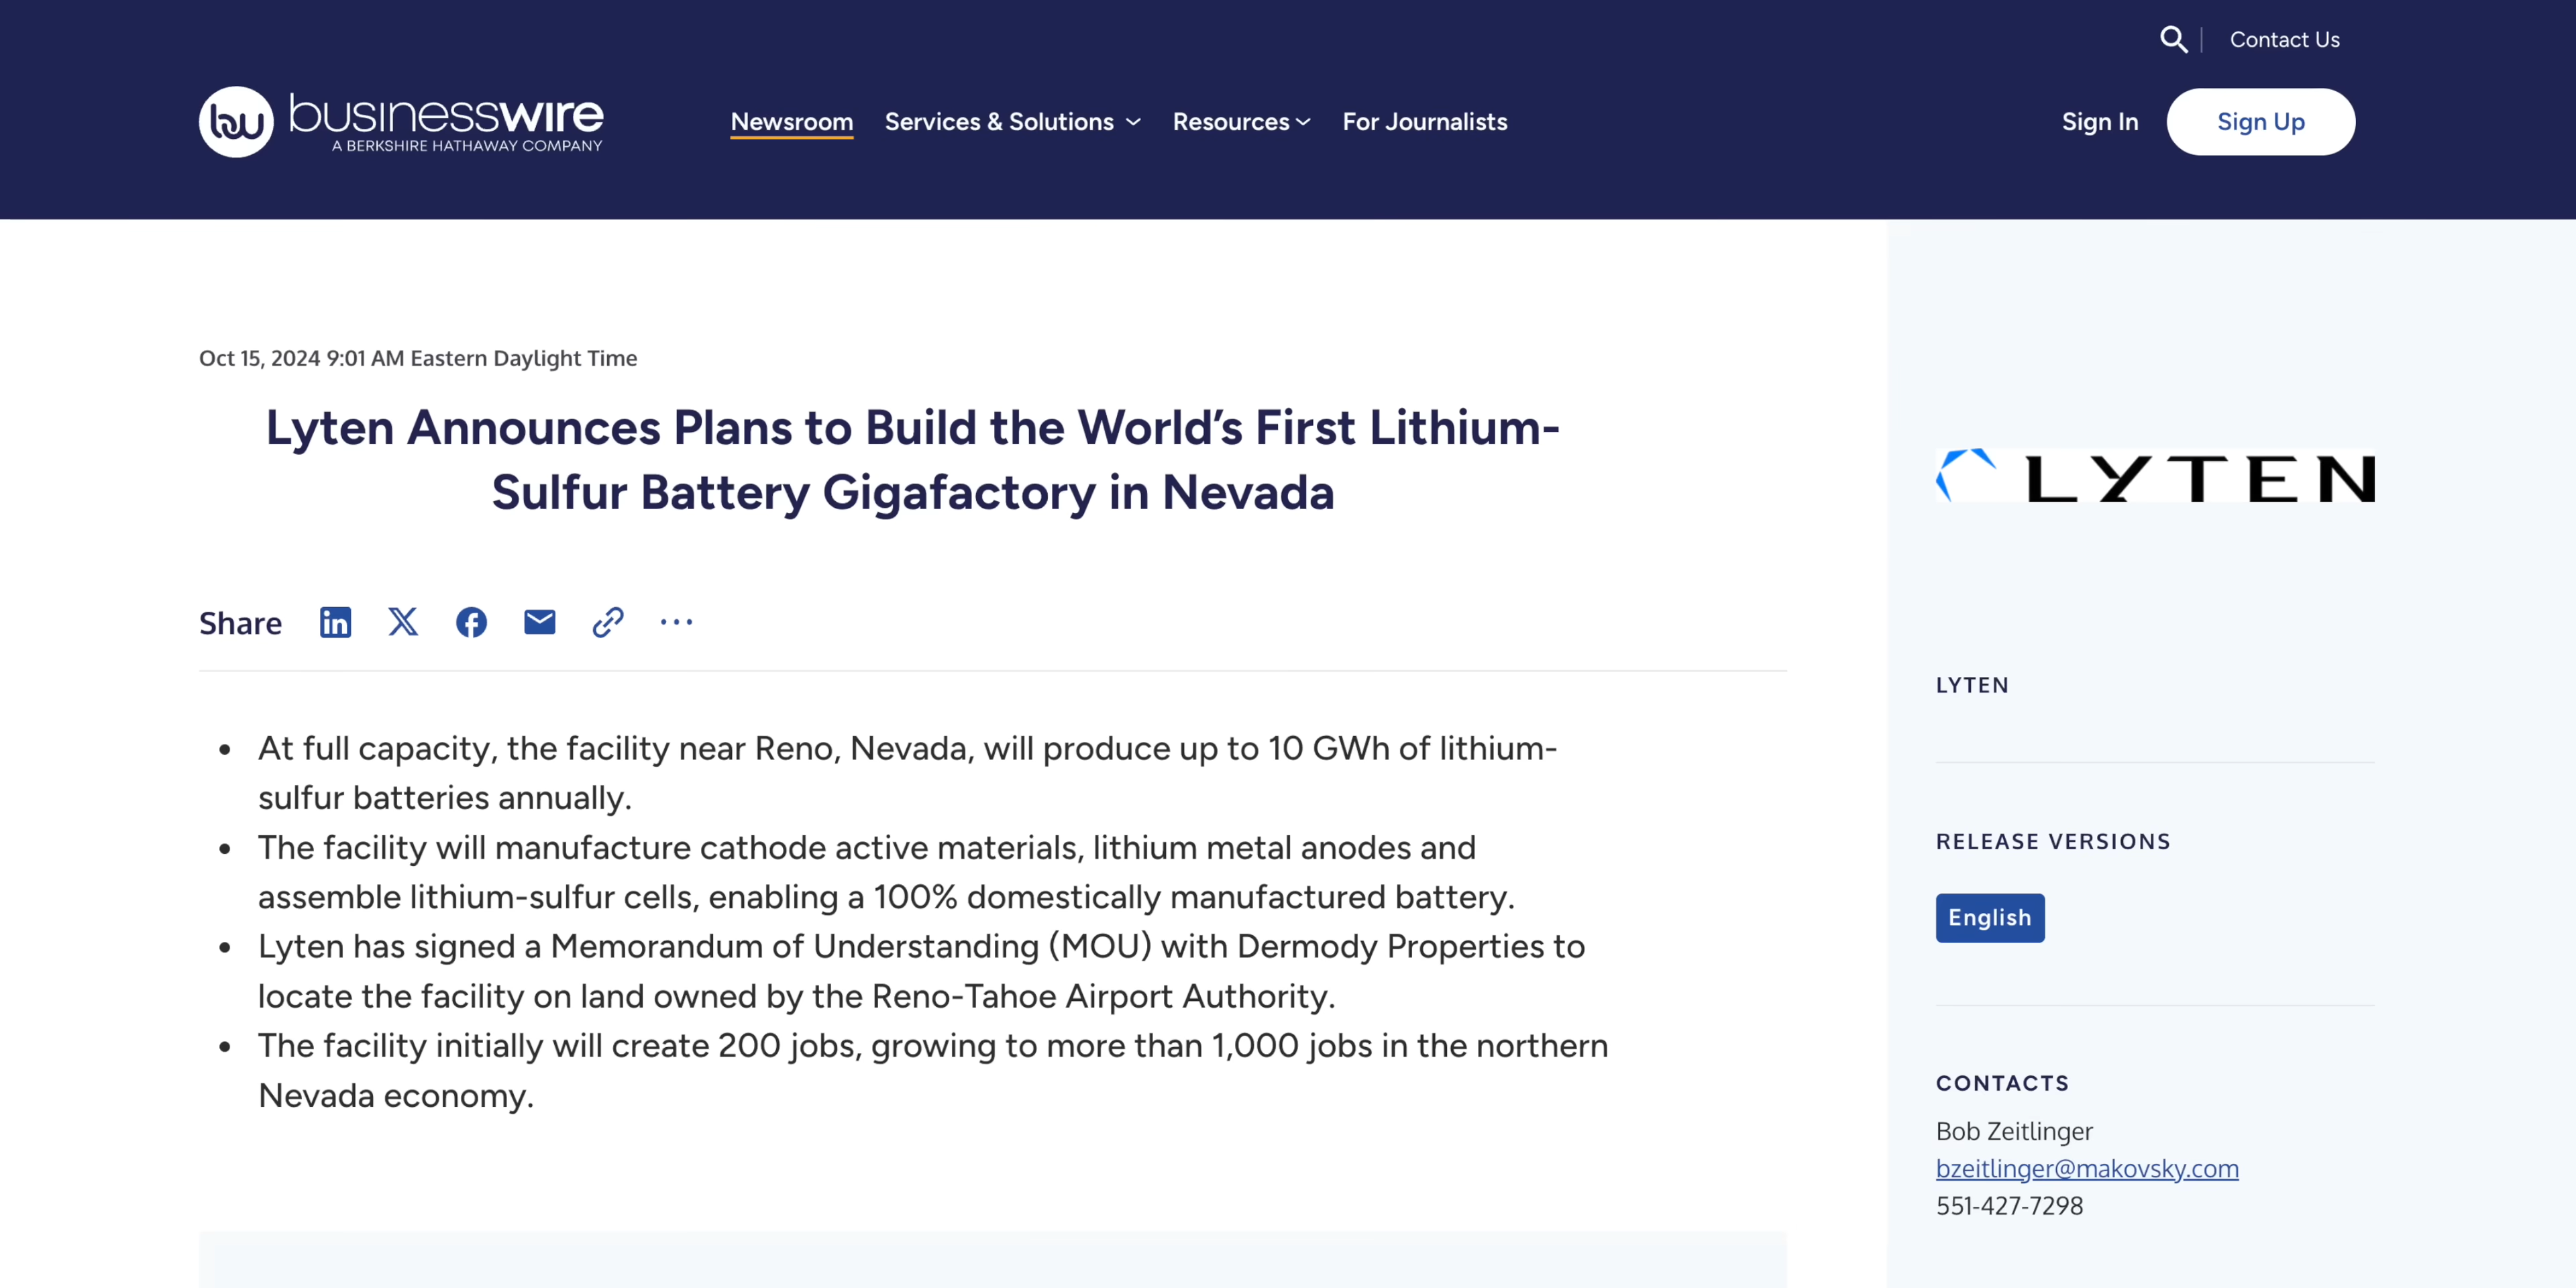 Contact Us
bw businesswire
A BERKSHIRE HATHAWAY COMPANY
Newsroom Services & Solutions Resources For Journalists
Sign In Sign Up
Oct 15, 2024 9:01 AM Eastern Daylight Time
Lyten Announces Plans to Build the World’s First Lithium-
Sulfur Battery Gigafactory in Nevada
Share
• At full capacity, the facility near Reno, Nevada, will produce up to 10 GWh of lithium-
sulfur batteries annually.
• The facility will manufacture cathode active materials, lithium metal anodes and
assemble lithium-sulfur cells, enabling a 100% domestically manufactured battery.
• Lyten has signed a Memorandum of Understanding (MOU) with Dermody Properties to
locate the facility on land owned by the Reno-Tahoe Airport Authority.
• The facility initially will create 200 jobs, growing to more than 1,000 jobs in the northern
Nevada economy.
LYTEN
LYTEN
RELEASE VERSIONS
English
CONTACTS
Bob Zeitlinger
bzeitlinger@makovsky.com
551-427-7298